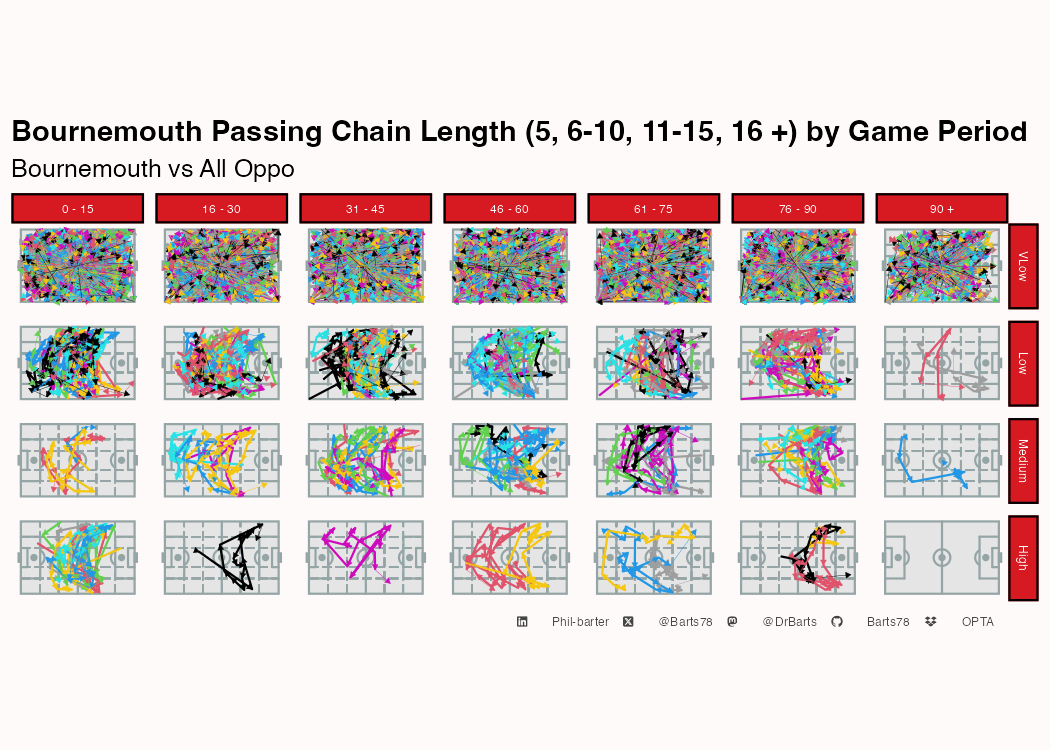 Bournemouth Passing Chain Length (5, 6-10, 11-15, 16 +) by Game Period
Bournemouth vs All Oppo
0 - 15 16 - 30 31 - 45 46 - 60 61 - 75 76 - 90 90 +
VLow
Low
Medium
High
Phil-barter @Barts78 @DrBarts Barts78 OPTA